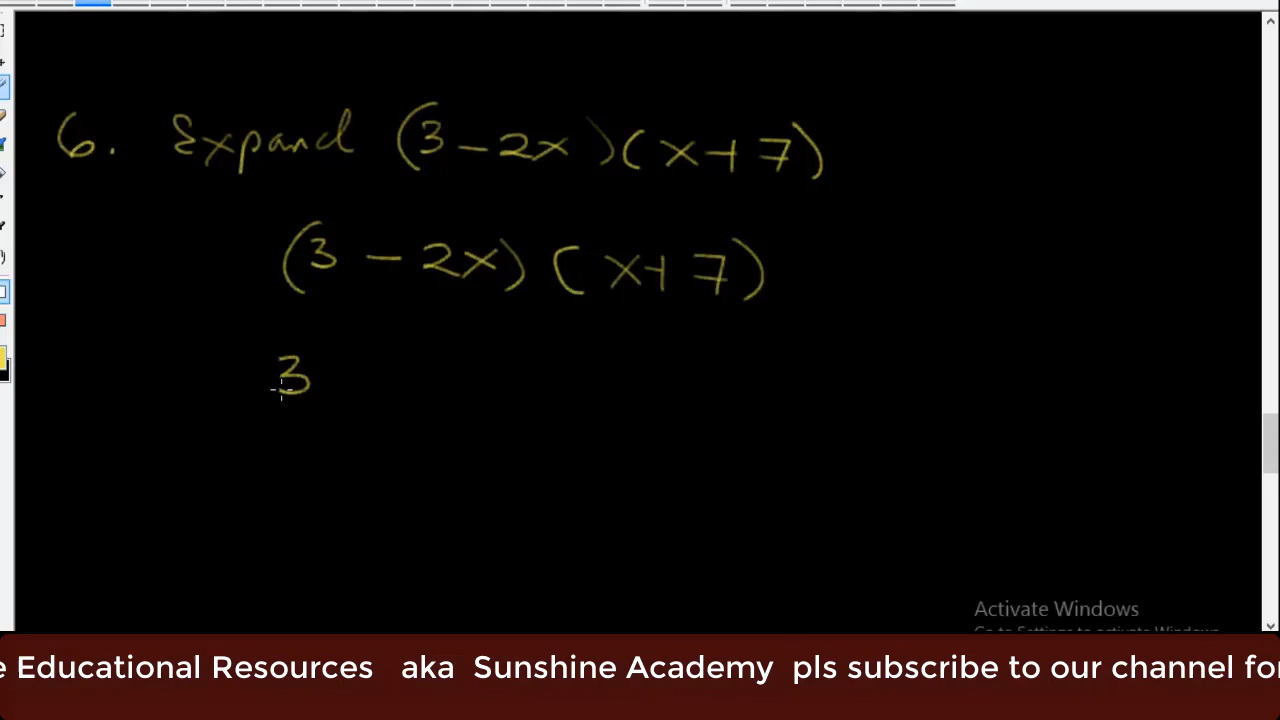 6. Expand (3 - 2x)(x + 7)
(3 - 2x)(x + 7)
3
Activate Windows
Educational Resources aka Sunshine Academy pls subscribe to our channel for